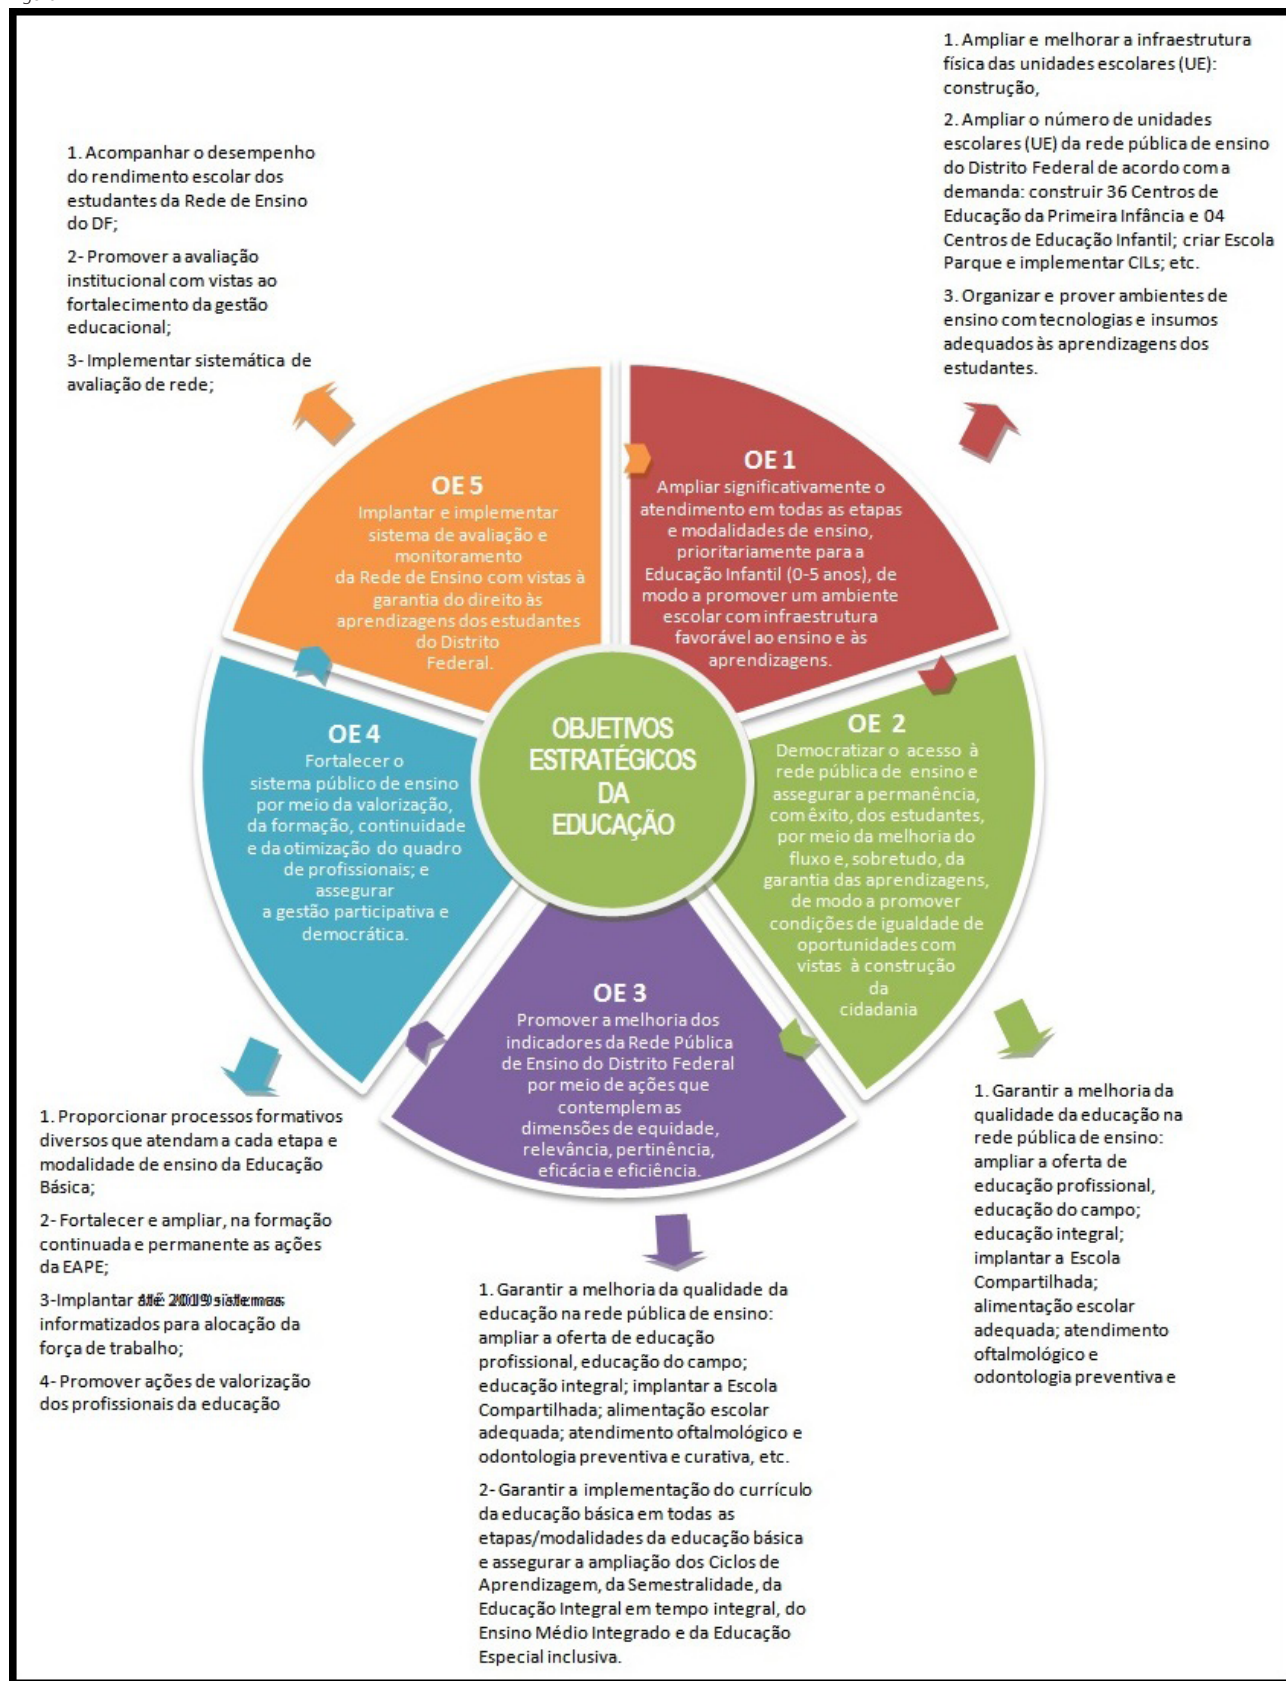 1. Ampliar e melhorar a infraestrutura
física das unidades escolares (UE):
construção,
2. Ampliar o número de unidades
escolares (UE) da rede pública de ensino
do Distrito Federal de acordo com a
demanda: construir 36 Centros de
Educação da Primeira Infância e 04
Centros de Educação Infantil; criar Escola
Parque e implementar CILs; etc.
3. Organizar e prover ambientes de
ensino com tecnologias e insumos
adequados às aprendizagens dos
estudantes.
1. Acompanhar o desempenho
do rendimento escolar dos
estudantes da Rede de Ensino
do DF;
2- Promover a avaliação
institucional com vistas ao
fortalecimento da gestão
educacional;
3- Implementar sistemática de
avaliação de rede;
OE 1
Ampliar significativamente o
atendimento em todas as etapas
e modalidades de ensino,
prioritariamente para a
Educação Infantil (0-5 anos), de
modo a promover um ambiente
escolar com infraestrutura
favorável ao ensino e às
aprendizagens.
OE 5
Implantar e implementar
sistema de avaliação e
monitoramento
da Rede de Ensino com vistas à
garantia do direito às
aprendizagens dos estudantes
do Distrito
Federal.
OBJETIVOS
ESTRATÉGICOS
DA
EDUCAÇÃO
OE 2
Democratizar o acesso à
rede pública de ensino e
assegurar a permanência,
com êxito, dos estudantes,
por meio da melhoria do
fluxo e, sobretudo, da
garantia das aprendizagens,
de modo a promover
condições de igualdade de
oportunidades com
vistas à construção
da
cidadania
OE 4
Fortalecer o
sistema público de ensino
por meio da valorização,
da formação, continuidade
e da otimização do quadro
de profissionais; e
assegurar
a gestão participativa e
democrática.
OE 3
Promover a melhoria dos
indicadores da Rede Pública
de Ensino do Distrito Federal
por meio de ações que
contemplem as
dimensões de equidade,
relevância, pertinência,
eficácia e eficiência.
1. Garantir a melhoria da
qualidade da educação na
rede pública de ensino:
ampliar a oferta de
educação profissional,
educação do campo;
educação integral;
implantar a Escola
Compartilhada;
alimentação escolar
adequada; atendimento
oftalmológico e
odontologia preventiva e
1. Proporcionar processos formativos
diversos que atendam a cada etapa e
modalidade de ensino da Educação
Básica;
2- Fortalecer e ampliar, na formação
continuada e permanente as ações
da EAPE;
3-Implantar até 2019 sistemas
informatizados para alocação da
força de trabalho;
4- Promover ações de valorização
dos profissionais da educação
1. Garantir a melhoria da qualidade da
educação na rede pública de ensino:
ampliar a oferta de educação
profissional, educação do campo;
educação integral; implantar a Escola
Compartilhada; alimentação escolar
adequada; atendimento oftalmológico e
odontologia preventiva e curativa, etc.
2- Garantir a implementação do currículo
da educação básica em todas as
etapas/modalidades da educação básica
e assegurar a ampliação dos Ciclos de
Aprendizagem, da Semestralidade, da
Educação Integral em tempo integral, do
Ensino Médio Integrado e da Educação
Especial inclusiva.